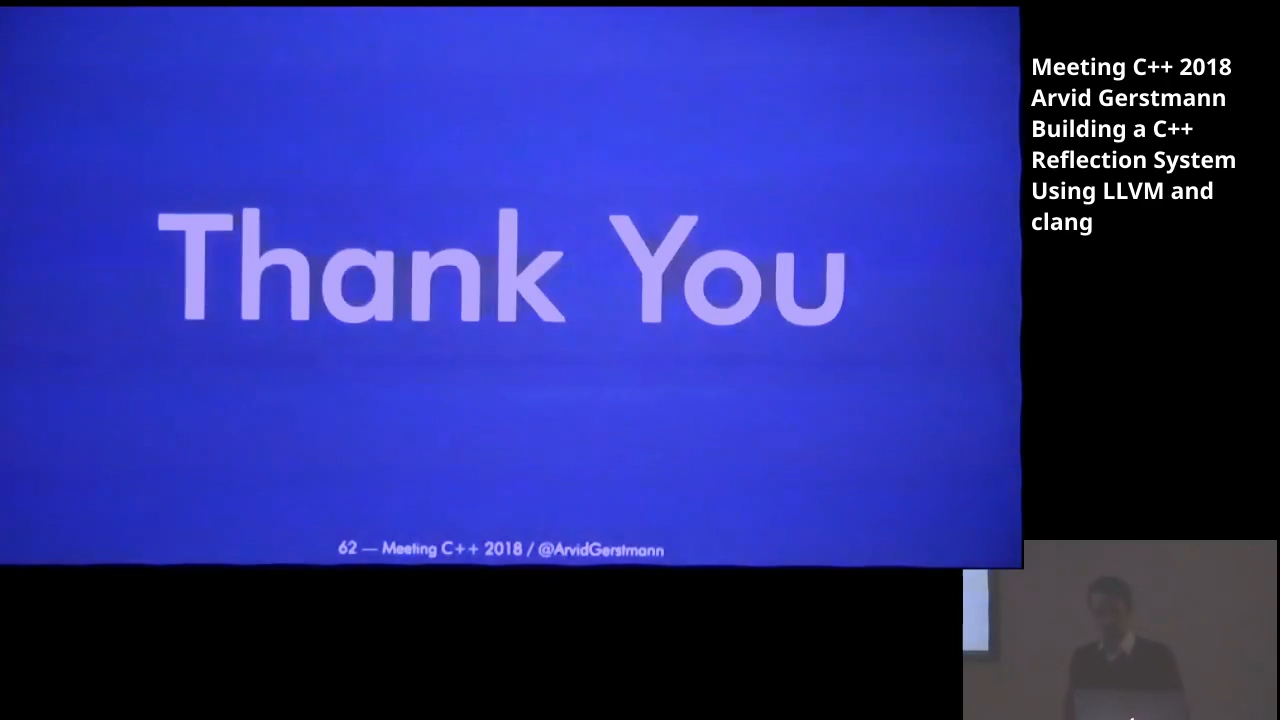 Thank You
62 — Meeting C++ 2018 / @ArvidGerstmann
Meeting C++ 2018
Arvid Gerstmann
Building a C++
Reflection System
Using LLVM and
clang